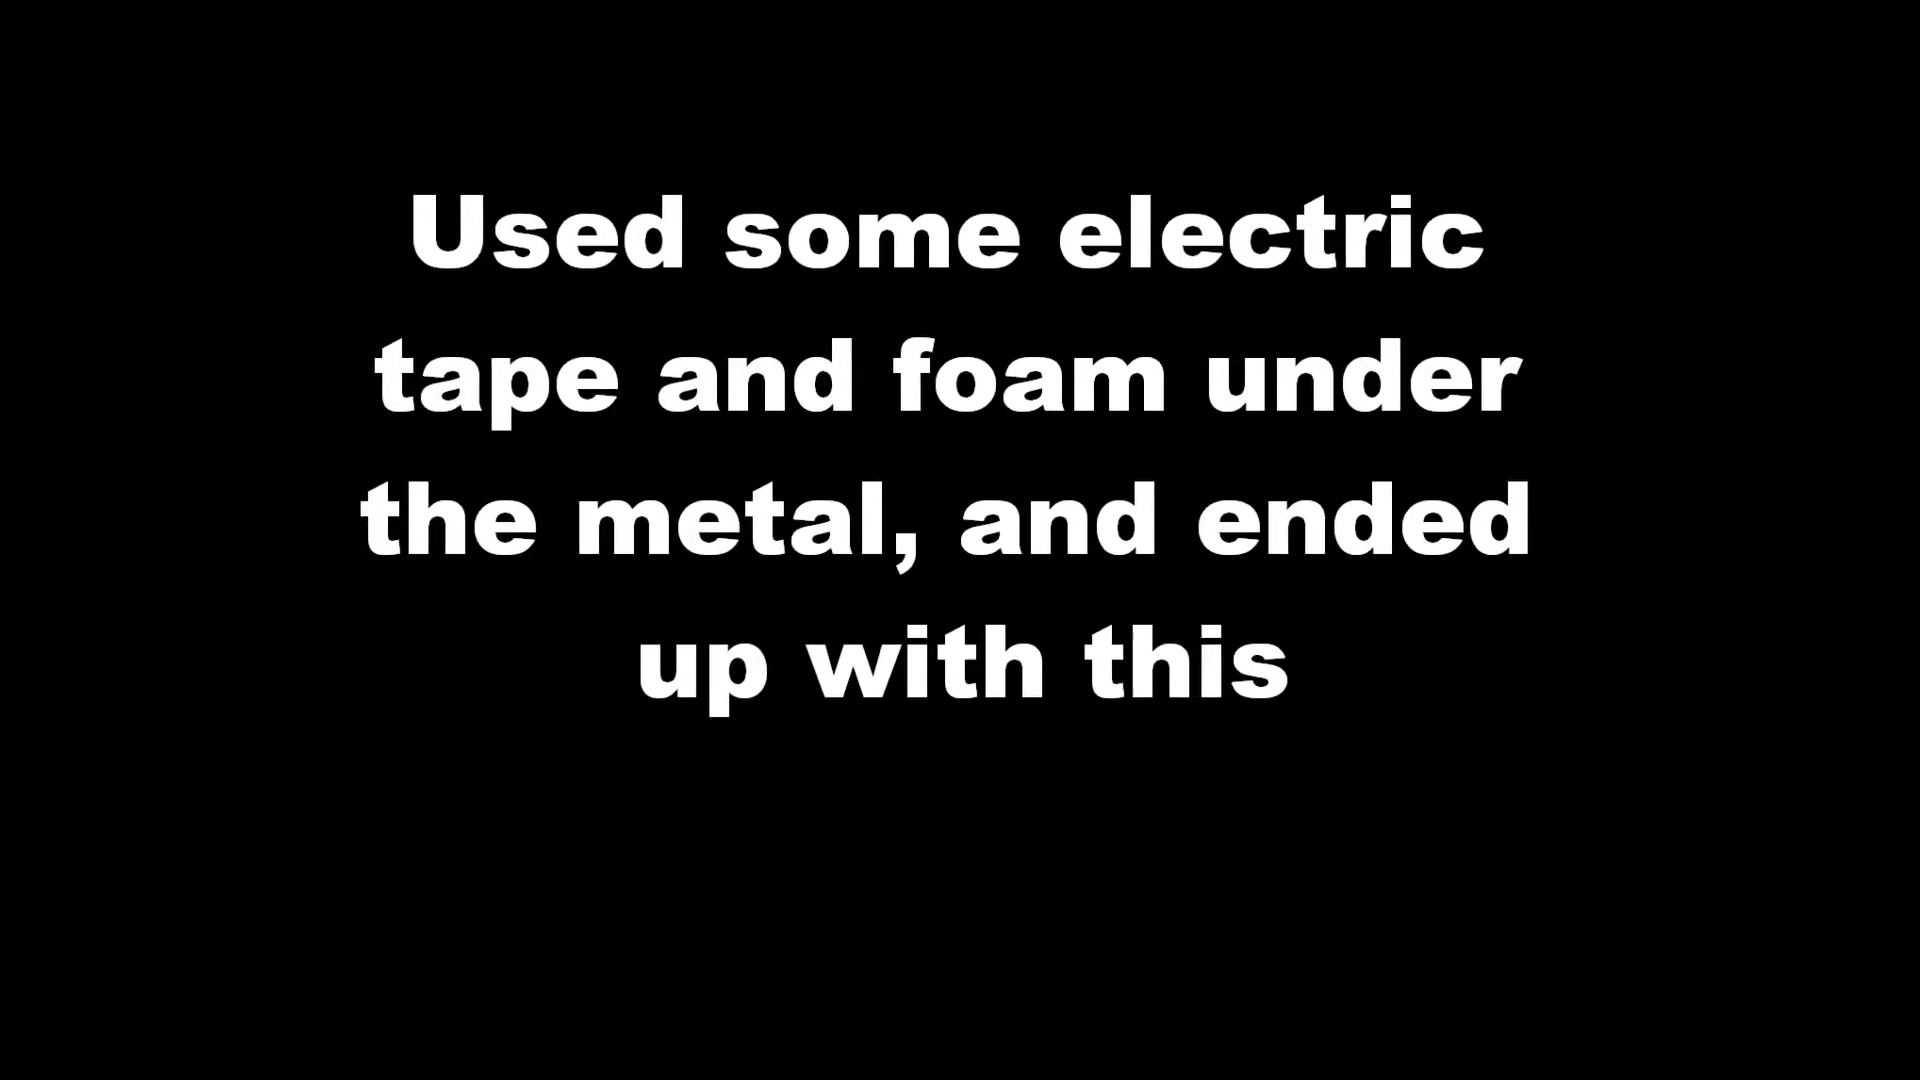 Used some electric
tape and foam under
the metal, and ended
up with this